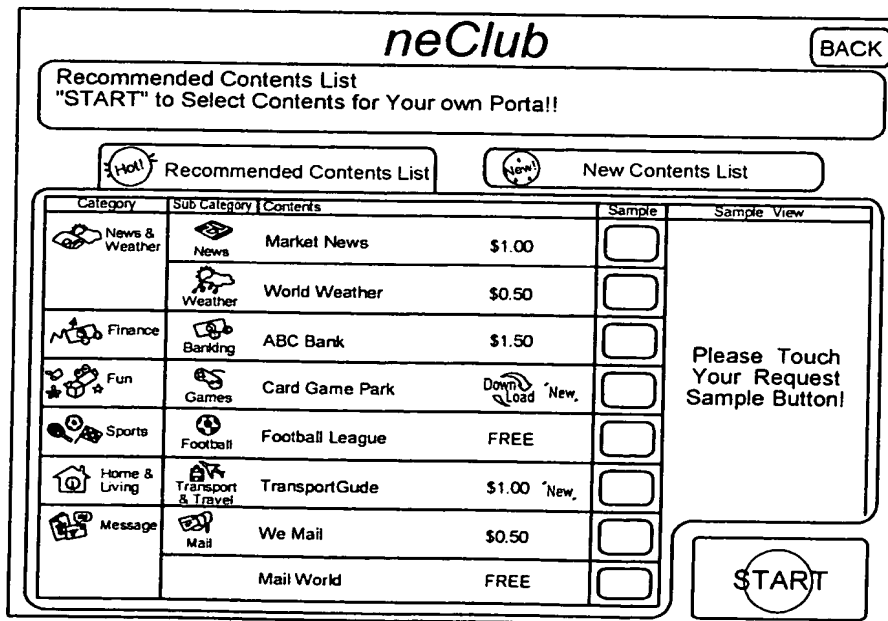 neClub
BACK
Recommended Contents List
"START" to Select Contents for Your own Porta!!
Hot! Recommended Contents List
New! New Contents List
Category Sub Category Contents Sample Sample View
News & Weather News Market News $1.00
Weather World Weather $0.50
Finance Banking ABC Bank $1.50
Fun Games Card Game Park Down Load New
Sports Football Football League FREE
Home & Living Transport & Travel TransportGude $1.00 New
Message Mail We Mail $0.50
Mail World FREE
Please Touch
Your Request
Sample Button!
START